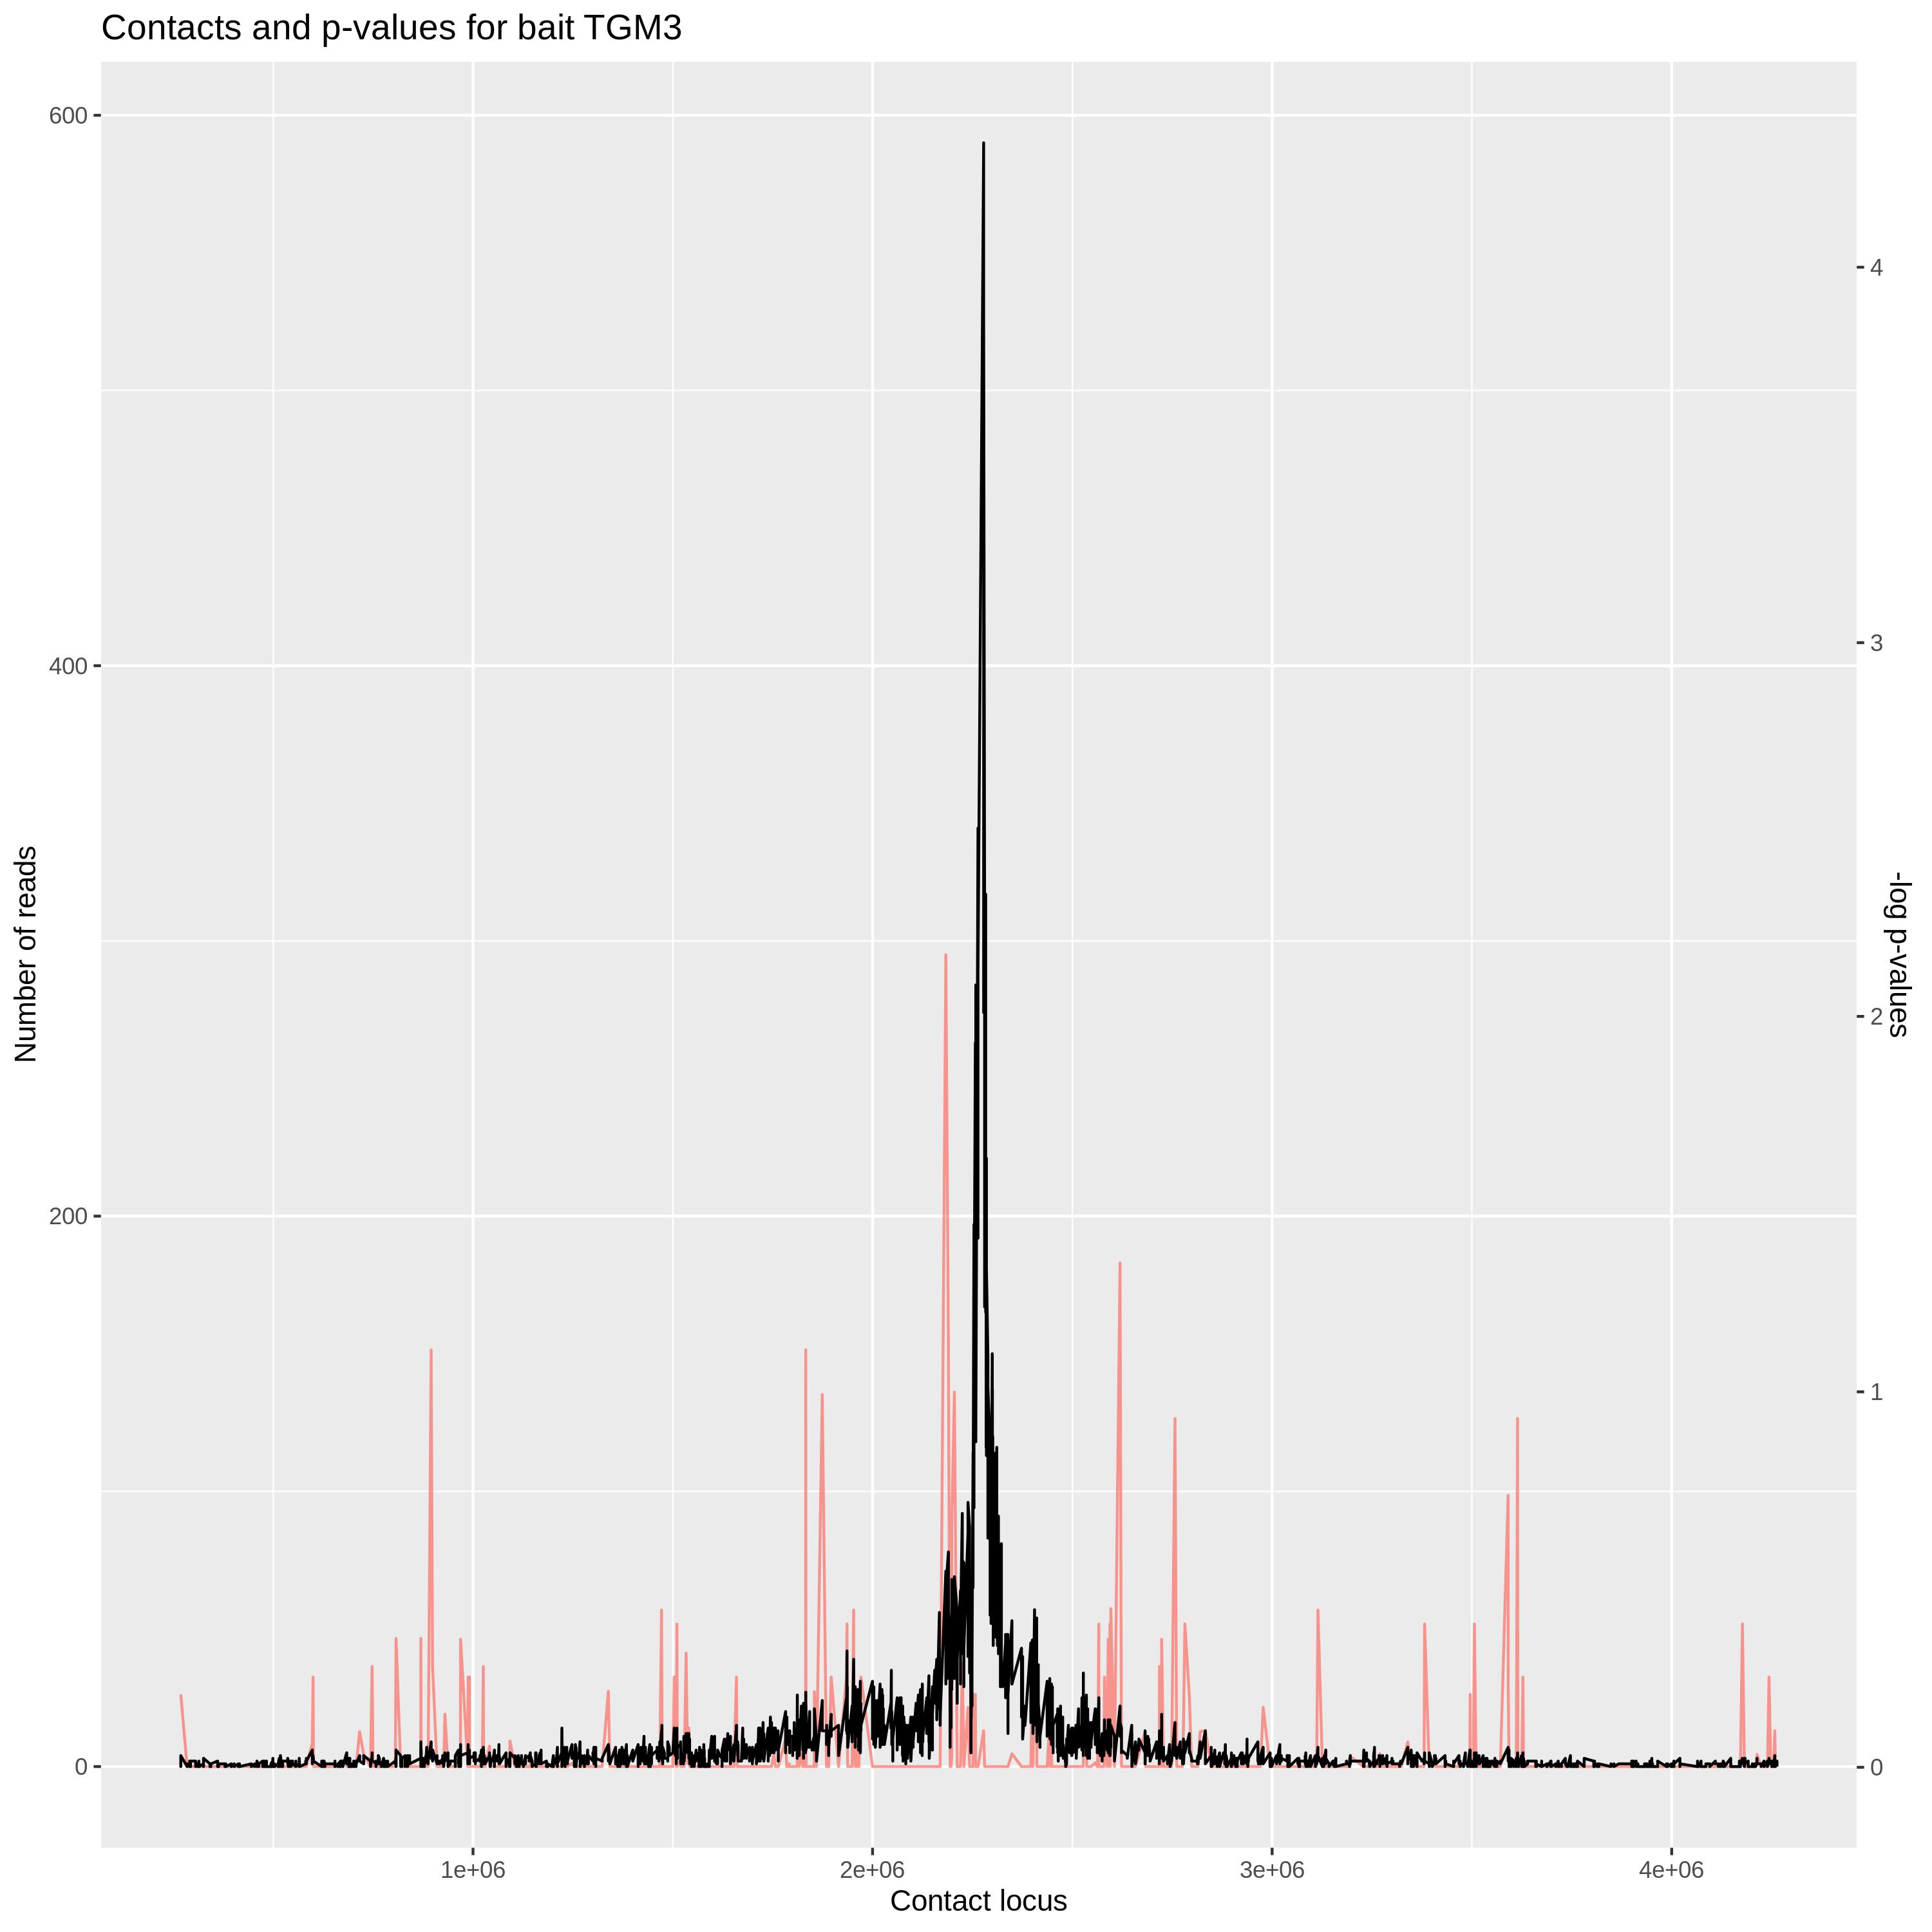 Contacts and p-values for bait TGM3
600
400
200
0
Number of reads
4
3
2
1
0
-log p-values
1e+06
2e+06
3e+06
4e+06
Contact locus